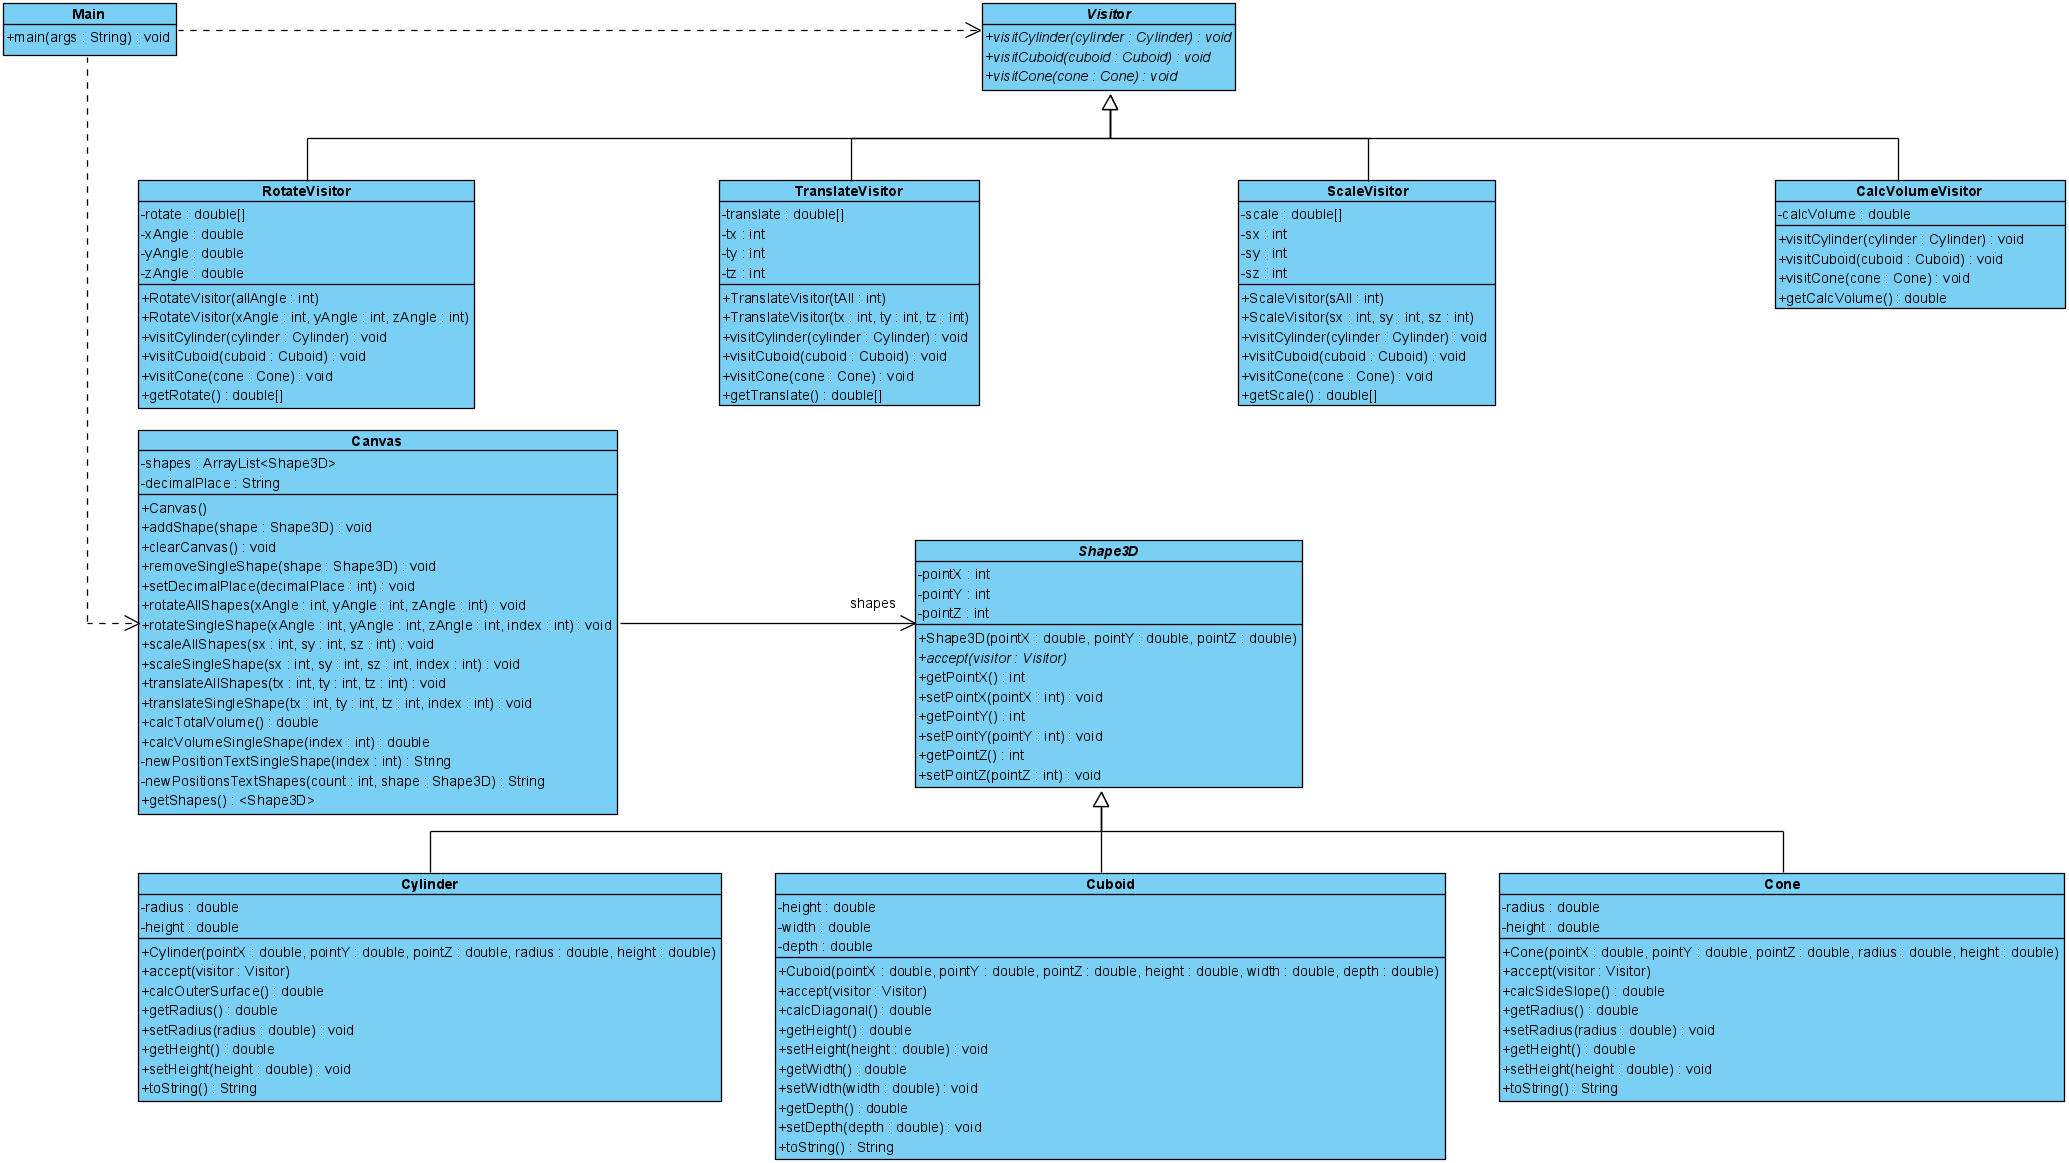 Main
+main(args : String) : void
Visitor
+visitCylinder(cylinder : Cylinder) : void
+visitCuboid(cuboid : Cuboid) : void
+visitCone(cone : Cone) : void
RotateVisitor
-rotate : double[]
-xAngle : double
-yAngle : double
-zAngle : double
+RotateVisitor(allAngle : int)
+RotateVisitor(xAngle : int, yAngle : int, zAngle : int)
+visitCylinder(cylinder : Cylinder) : void
+visitCuboid(cuboid : Cuboid) : void
+visitCone(cone : Cone) : void
+getRotate() : double[]
TranslateVisitor
-translate : double[]
-tx : int
-ty : int
-tz : int
+TranslateVisitor(tAll : int)
+TranslateVisitor(tx : int, ty : int, tz : int)
+visitCylinder(cylinder : Cylinder) : void
+visitCuboid(cuboid : Cuboid) : void
+visitCone(cone : Cone) : void
+getTranslate() : double[]
ScaleVisitor
-scale : double[]
-sx : int
-sy : int
-sz : int
+ScaleVisitor(sAll : int)
+ScaleVisitor(sx : int, sy : int, sz : int)
+visitCylinder(cylinder : Cylinder) : void
+visitCuboid(cuboid : Cuboid) : void
+visitCone(cone : Cone) : void
+getScale() : double[]
CalcVolumeVisitor
-calcVolume : double
+visitCylinder(cylinder : Cylinder) : void
+visitCuboid(cuboid : Cuboid) : void
+visitCone(cone : Cone) : void
+getCalcVolume() : double
Canvas
-shapes : ArrayList<Shape3D>
-decimalPlace : String
+Canvas()
+addShape(shape : Shape3D) : void
+clearCanvas() : void
+removeSingleShape(shape : Shape3D) : void
+setDecimalPlace(decimalPlace : int) : void
+rotateAllShapes(xAngle : int, yAngle : int, zAngle : int) : void
+rotateSingleShape(xAngle : int, yAngle : int, zAngle : int, index : int) : void
+scaleAllShapes(sx : int, sy : int, sz : int) : void
+scaleSingleShape(sx : int, sy : int, sz : int, index : int) : void
+translateAllShapes(tx : int, ty : int, tz : int) : void
+translateSingleShape(tx : int, ty : int, tz : int, index : int) : void
+calcTotalVolume() : double
+calcVolumeSingleShape(index : int) : double
-newPositionTextSingleShape(index : int) : String
-newPositionsTextShapes(count : int, shape : Shape3D) : String
+getShapes() : <Shape3D>
shapes
Shape3D
-pointX : int
-pointY : int
-pointZ : int
+Shape3D(pointX : double, pointY : double, pointZ : double)
+accept(visitor : Visitor)
+getPointX() : int
+setPointX(pointX : int) : void
+getPointY() : int
+setPointY(pointY : int) : void
+getPointZ() : int
+setPointZ(pointZ : int) : void
Cylinder
-radius : double
-height : double
+Cylinder(pointX : double, pointY : double, pointZ : double, radius : double, height : double)
+accept(visitor : Visitor)
+calcOuterSurface() : double
+getRadius() : double
+setRadius(radius : double) : void
+getHeight() : double
+setHeight(height : double) : void
+toString() : String
Cuboid
-height : double
-width : double
-depth : double
+Cuboid(pointX : double, pointY : double, pointZ : double, height : double, width : double, depth : double)
+accept(visitor : Visitor)
+calcDiagonal() : double
+getHeight() : double
+setHeight(height : double) : void
+getWidth() : double
+setWidth(width : double) : void
+getDepth() : double
+setDepth(depth : double) : void
+toString() : String
Cone
-radius : double
-height : double
+Cone(pointX : double, pointY : double, pointZ : double, radius : double, height : double)
+accept(visitor : Visitor)
+calcSideSlope() : double
+getRadius() : double
+setRadius(radius : double) : void
+getHeight() : double
+setHeight(height : double) : void
+toString() : String